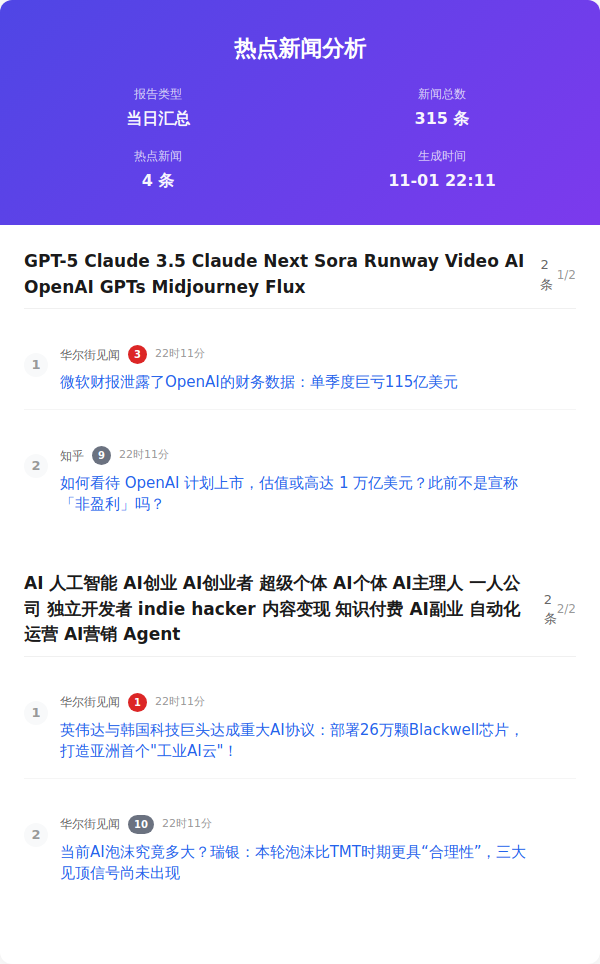 热点新闻分析
报告类型
新闻总数
当日汇总
315 条
热点新闻
生成时间
4 条
11-01 22:11
GPT-5 Claude 3.5 Claude Next Sora Runway Video AI
OpenAI GPTs Midjourney Flux
2
条
1/2
1
华尔街见闻 3 22时11分
微软财报泄露了OpenAI的财务数据：单季度巨亏115亿美元
2
知乎 9 22时11分
如何看待 OpenAI 计划上市，估值或高达 1 万亿美元？此前不是宣称
「非盈利」吗？
AI 人工智能 AI创业 AI创业者 超级个体 AI个体 AI主理人 一人公
司 独立开发者 indie hacker 内容变现 知识付费 AI副业 自动化
运营 AI营销 Agent
2
条
2/2
1
华尔街见闻 1 22时11分
英伟达与韩国科技巨头达成重大AI协议：部署26万颗Blackwell芯片，
打造亚洲首个"工业AI云"！
2
华尔街见闻 10 22时11分
当前AI泡沫究竟多大？瑞银：本轮泡沫比TMT时期更具“合理性”，三大
见顶信号尚未出现